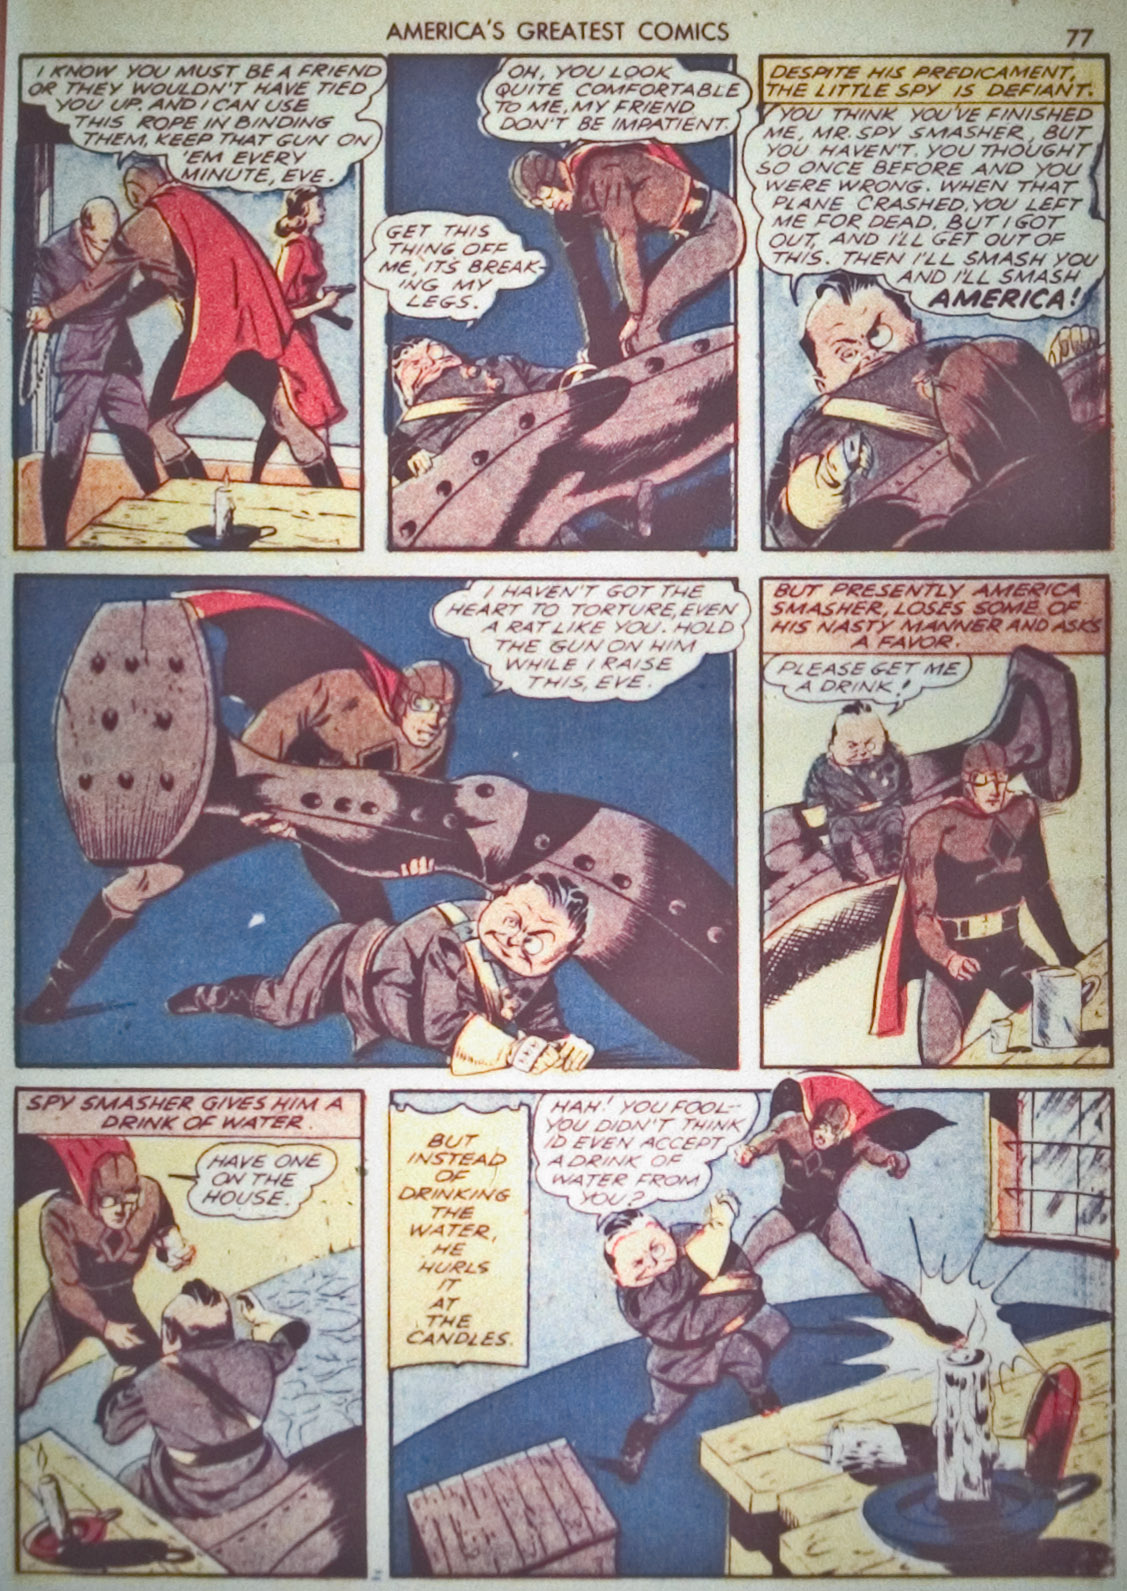 AMERICA'S GREATEST COMICS
77
I KNOW YOU MUST BE A FRIEND
OR THEY WOULDN'T HAVE TIED
YOU UP. AND I CAN USE
THIS ROPE IN BINDING
THEM, KEEP THAT GUN ON
'EM EVERY
MINUTE, EVE.
OH, YOU LOOK
QUITE COMFORTABLE
TO ME, MY FRIEND
DON'T BE IMPATIENT.
GET THIS
THING OFF
ME, IT'S BREAK-
ING MY
LEGS.
DESPITE HIS PREDICAMENT,
THE LITTLE SPY IS DEFIANT.
YOU THINK YOU'VE FINISHED
ME, MR. SPY SMASHER, BUT
YOU HAVEN'T. YOU THOUGHT
SO ONCE BEFORE AND YOU
WERE WRONG. WHEN THAT
PLANE CRASHED, YOU LEFT
ME FOR DEAD, BUT I GOT
OUT, AND I'LL GET OUT OF
THIS. THEN I'LL SMASH YOU
AND I'LL SMASH
AMERICA!
I HAVEN'T GOT THE
HEART TO TORTURE, EVEN
A RAT LIKE YOU. HOLD
THE GUN ON HIM
WHILE I RAISE
THIS, EVE.
BUT PRESENTLY AMERICA
SMASHER, LOSES SOME OF
HIS NASTY MANNER AND ASKS
A FAVOR.
PLEASE GET ME
A DRINK!
SPY SMASHER GIVES HIM A
DRINK OF WATER.
HAVE ONE
ON THE
HOUSE.
BUT
INSTEAD
OF
DRINKING
THE
WATER,
HE
HURLS
IT
AT
THE
CANDLES.
HAH! YOU FOOL--
YOU DIDN'T THINK
I'D EVEN ACCEPT
A DRINK OF
WATER FROM
YOU?